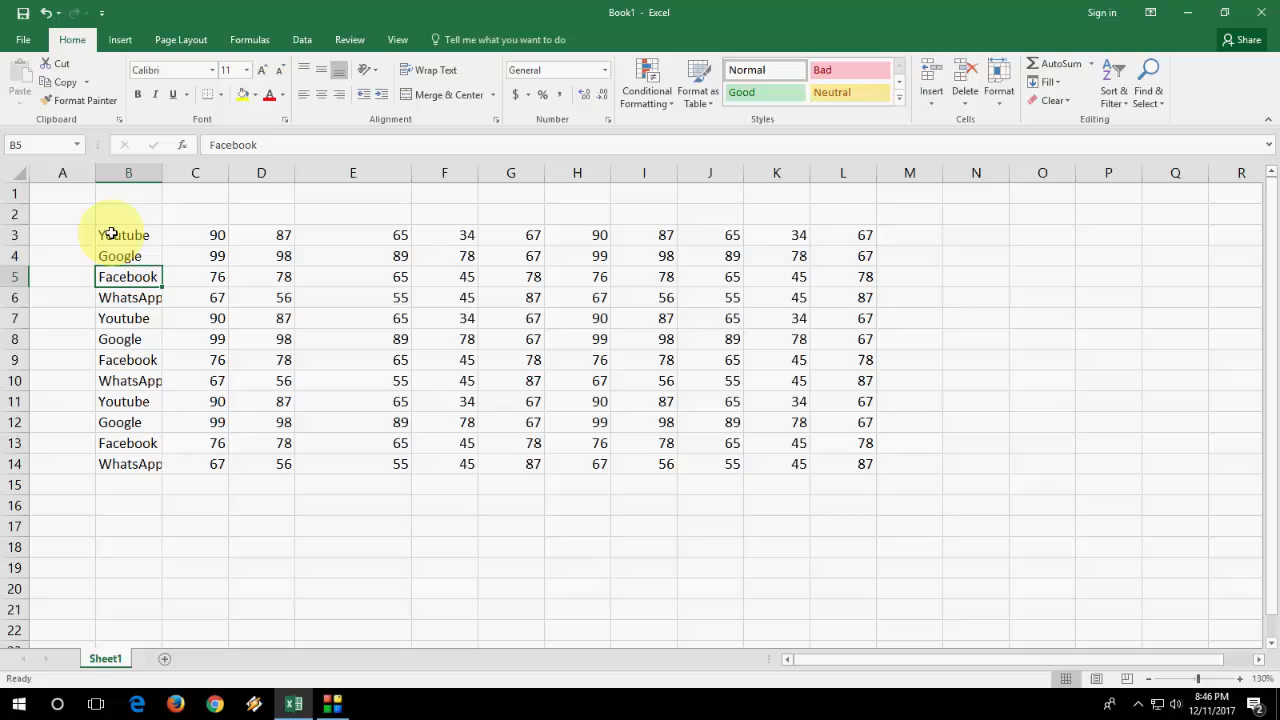 Book1 - Excel
Sign in
File Home Insert Page Layout Formulas Data Review View Tell me what you want to do Share
Paste
Cut
Copy
Format Painter
Clipboard
Calibri 11
B I U
Font
Wrap Text
Merge & Center
Alignment
General
$ % ,
Number
Conditional Formatting
Format as Table
Normal Bad
Good Neutral
Styles
Insert Delete Format
Cells
AutoSum
Fill
Clear
Sort & Filter
Find & Select
Editing
B5 fx Facebook
A B C D E F G H I J K L M N O P Q R
1
2
3 Youtube 90 87 65 34 67 90 87 65 34 67
4 Google 99 98 89 78 67 99 98 89 78 67
5 Facebook 76 78 65 45 78 76 78 65 45 78
6 WhatsApp 67 56 55 45 87 67 56 55 45 87
7 Youtube 90 87 65 34 67 90 87 65 34 67
8 Google 99 98 89 78 67 99 98 89 78 67
9 Facebook 76 78 65 45 78 76 78 65 45 78
10 WhatsApp 67 56 55 45 87 67 56 55 45 87
11 Youtube 90 87 65 34 67 90 87 65 34 67
12 Google 99 98 89 78 67 99 98 89 78 67
13 Facebook 76 78 65 45 78 76 78 65 45 78
14 WhatsApp 67 56 55 45 87 67 56 55 45 87
15
16
17
18
19
20
21
22
Sheet1
Ready 130%
8:46 PM
12/11/2017
2